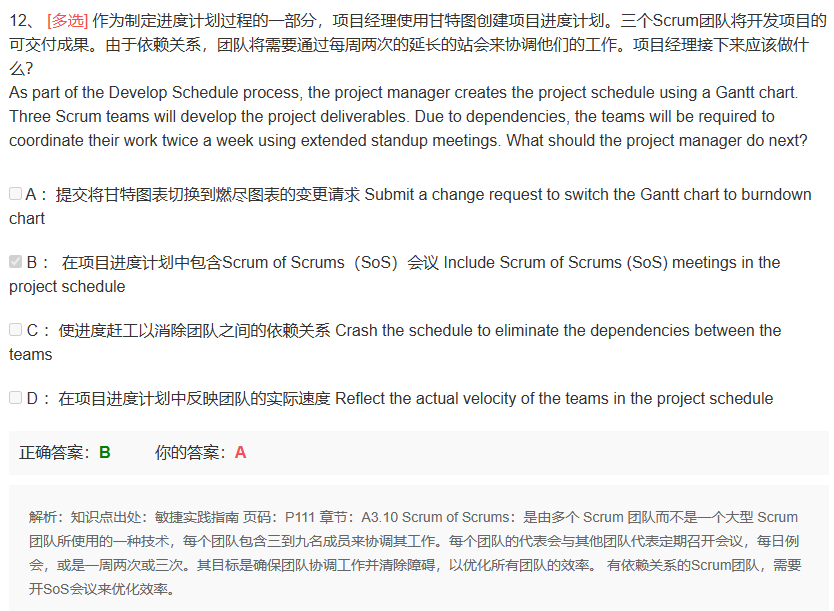 12、 [多选] 作为制定进度计划过程的一部分，项目经理使用甘特图创建项目进度计划。三个Scrum团队将开发项目的
可交付成果。由于依赖关系，团队将需要通过每周两次的延长的站会来协调他们的工作。项目经理接下来应该做什
么?
As part of the Develop Schedule process, the project manager creates the project schedule using a Gantt chart.
Three Scrum teams will develop the project deliverables. Due to dependencies, the teams will be required to
coordinate their work twice a week using extended standup meetings. What should the project manager do next?
A： 提交将甘特图表切换到燃尽图表的变更请求 Submit a change request to switch the Gantt chart to burndown
chart
B： 在项目进度计划中包含Scrum of Scrums（SoS）会议 Include Scrum of Scrums (SoS) meetings in the
project schedule
C： 使进度赶工以消除团队之间的依赖关系 Crash the schedule to eliminate the dependencies between the
teams
D： 在项目进度计划中反映团队的实际速度 Reflect the actual velocity of the teams in the project schedule
正确答案：B 你的答案：A
解析：知识点出处：敏捷实践指南 页码：P111 章节：A3.10 Scrum of Scrums：是由多个 Scrum 团队而不是一个大型 Scrum
团队所使用的一种技术，每个团队包含三到九名成员来协调其工作。每个团队的代表会与其他团队代表定期召开会议，每日例
会，或是一周两次或三次。其目标是确保团队协调工作并清除障碍，以优化所有团队的效率。 有依赖关系的Scrum团队，需要
开SoS会议来优化效率。